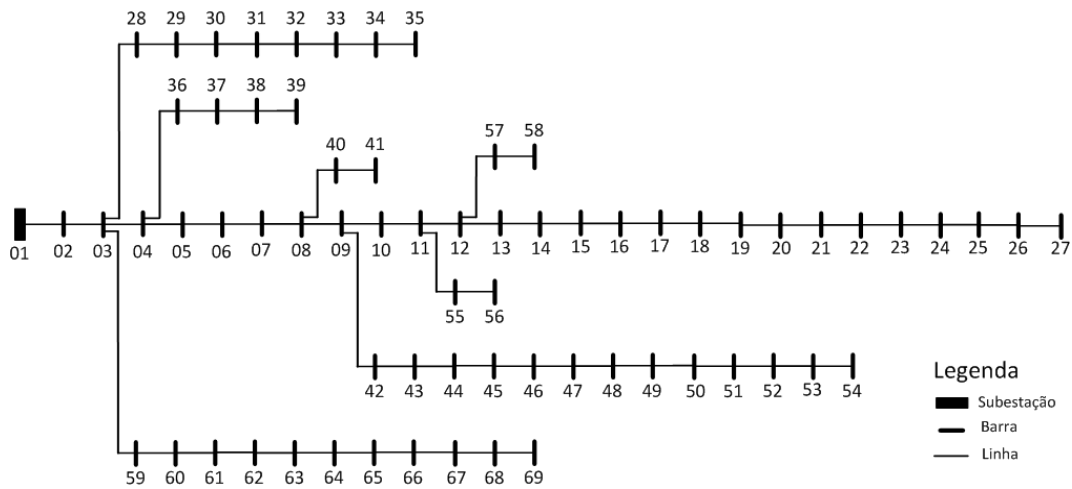 28 29 30 31 32 33 34 35
36 37 38 39
57 58
40 41
01 02 03 04 05 06 07 08 09 10 11 12 13 14 15 16 17 18 19 20 21 22 23 24 25 26 27
55 56
42 43 44 45 46 47 48 49 50 51 52 53 54
Legenda
Subestação
Barra
Linha
59 60 61 62 63 64 65 66 67 68 69